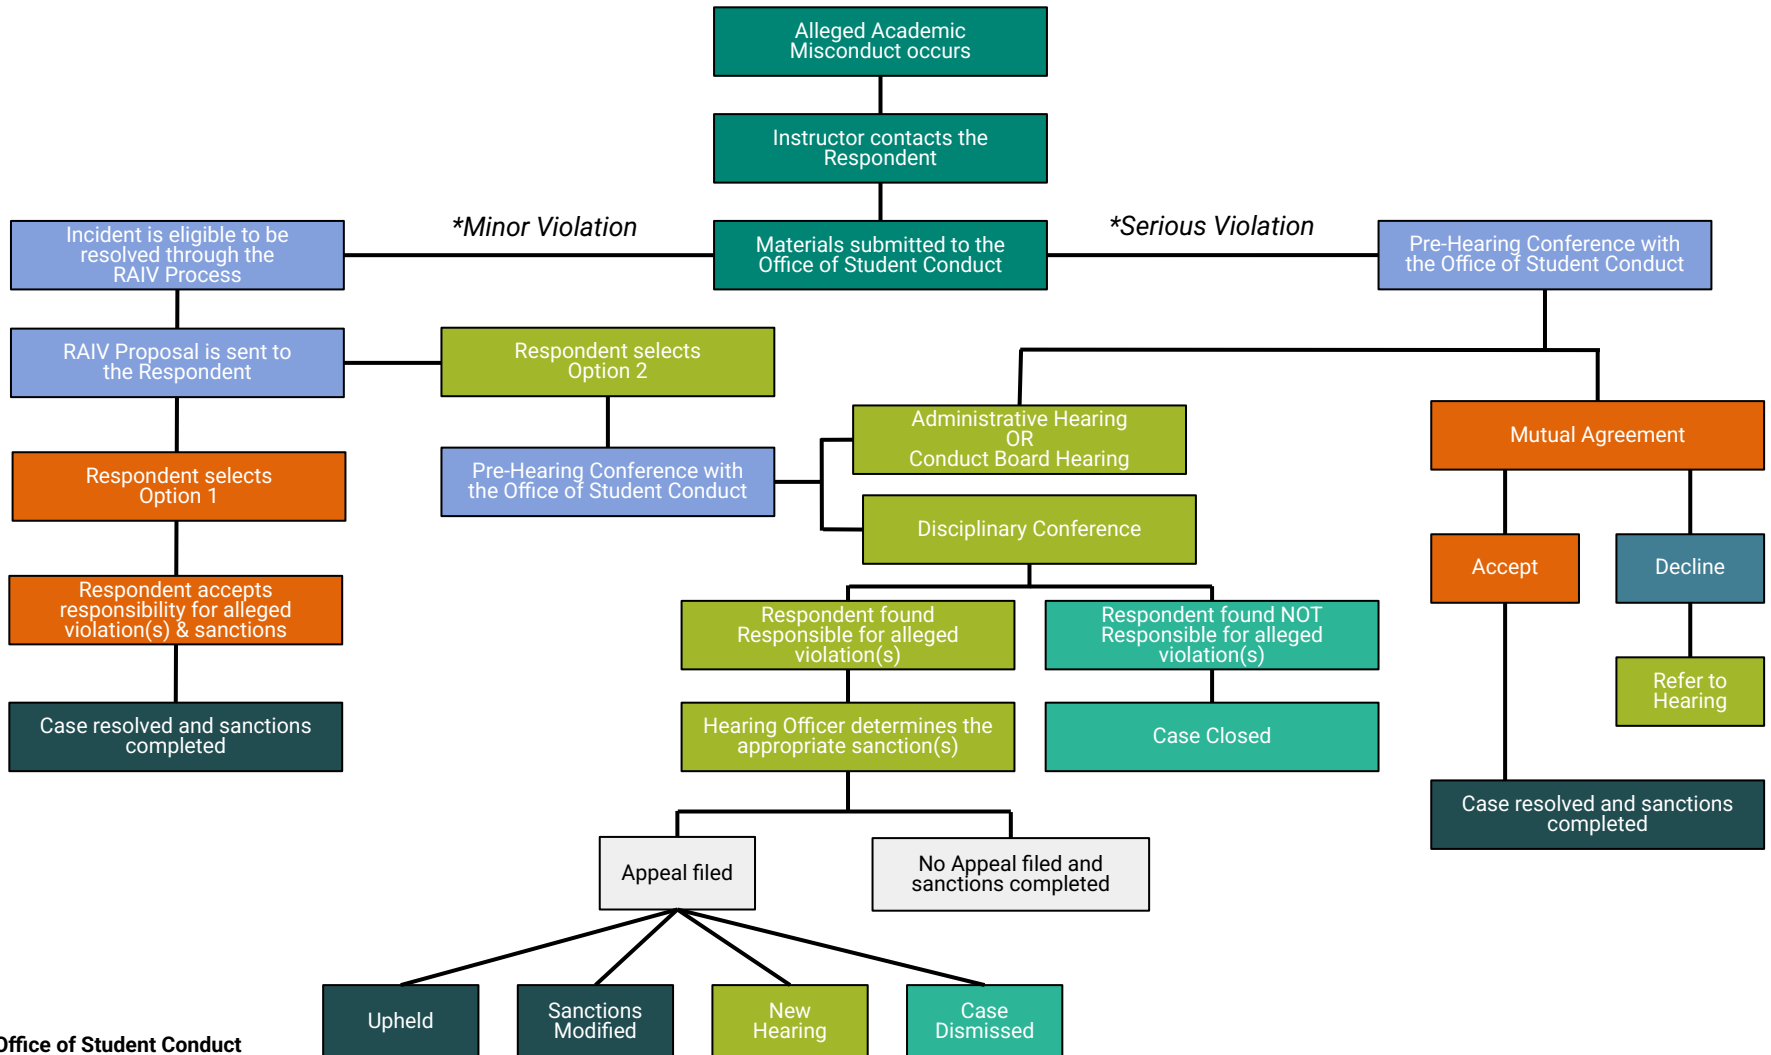 Alleged Academic
Misconduct occurs
Instructor contacts the
Respondent
*Minor Violation
*Serious Violation
Incident is eligible to be
resolved through the
RAIV Process
Materials submitted to the
Office of Student Conduct
Pre-Hearing Conference with
the Office of Student Conduct
RAIV Proposal is sent to
the Respondent
Respondent selects
Option 2
Administrative Hearing
OR
Conduct Board Hearing
Mutual Agreement
Respondent selects
Option 1
Pre-Hearing Conference with
the Office of Student Conduct
Disciplinary Conference
Accept
Decline
Respondent accepts
responsibility for alleged
violation(s) & sanctions
Respondent found
Responsible for alleged
violation(s)
Respondent found NOT
Responsible for alleged
violation(s)
Refer to
Hearing
Case resolved and sanctions
completed
Hearing Officer determines the
appropriate sanction(s)
Case Closed
Case resolved and sanctions
completed
Appeal filed
No Appeal filed and
sanctions completed
Upheld
Sanctions
Modified
New
Hearing
Case
Dismissed
Office of Student Conduct